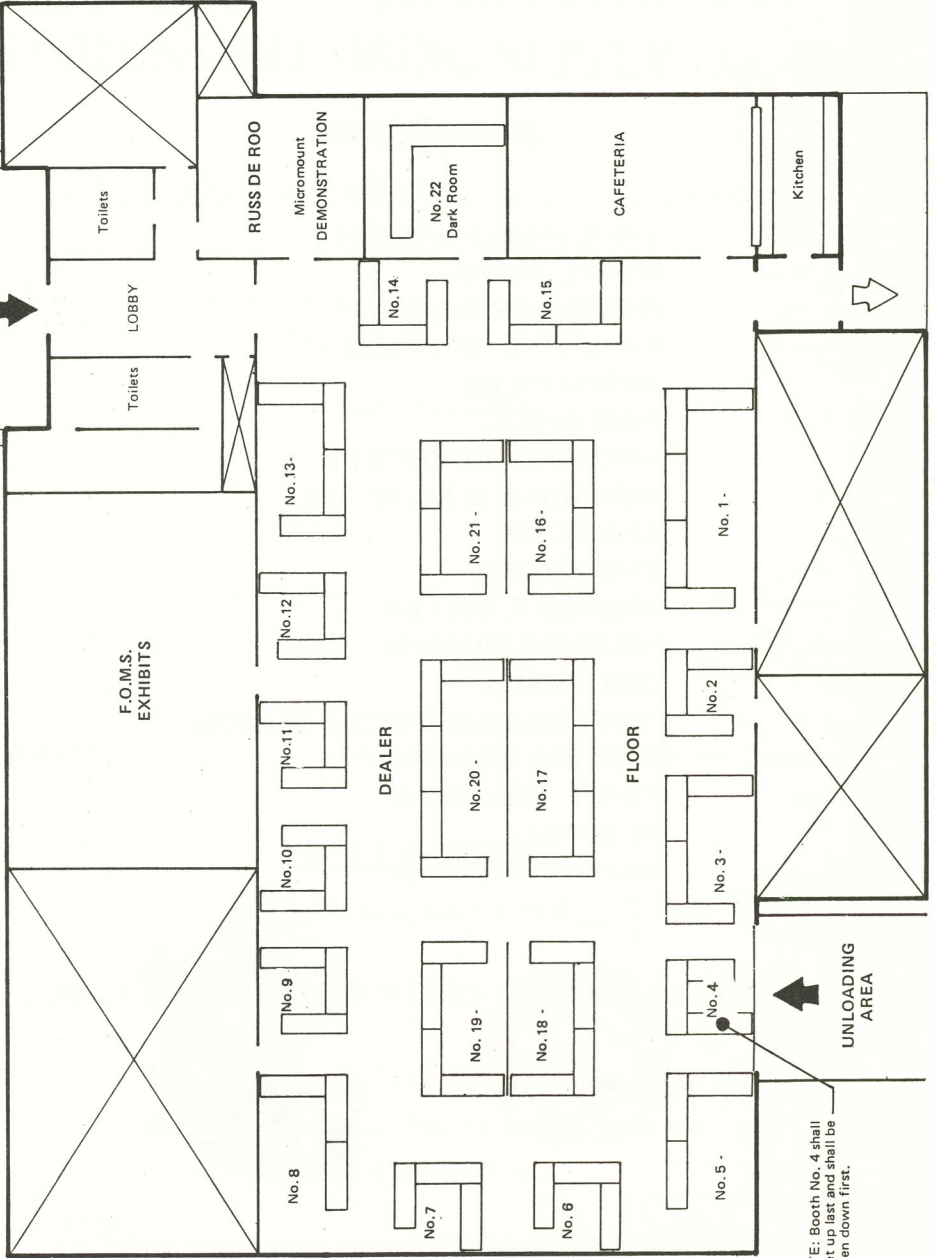 Toilets
LOBBY
Toilets
RUSS DE ROO
Micromount
DEMONSTRATION
No.22
Dark Room
CAFETERIA
Kitchen
No.14
No.15
F.O.M.S.
EXHIBITS
No.13-
No.12
No.11
No.10
No.9
No.8
DEALER
No.21 -
No.16 -
No.20 -
No.17
No.19 -
No.18 -
No.7
No.6
FLOOR
No.1 -
No.2
No.3 -
No.4
No.5 -
UNLOADING
AREA
TE: Booth No. 4 shall
et up last and shall be
en down first.